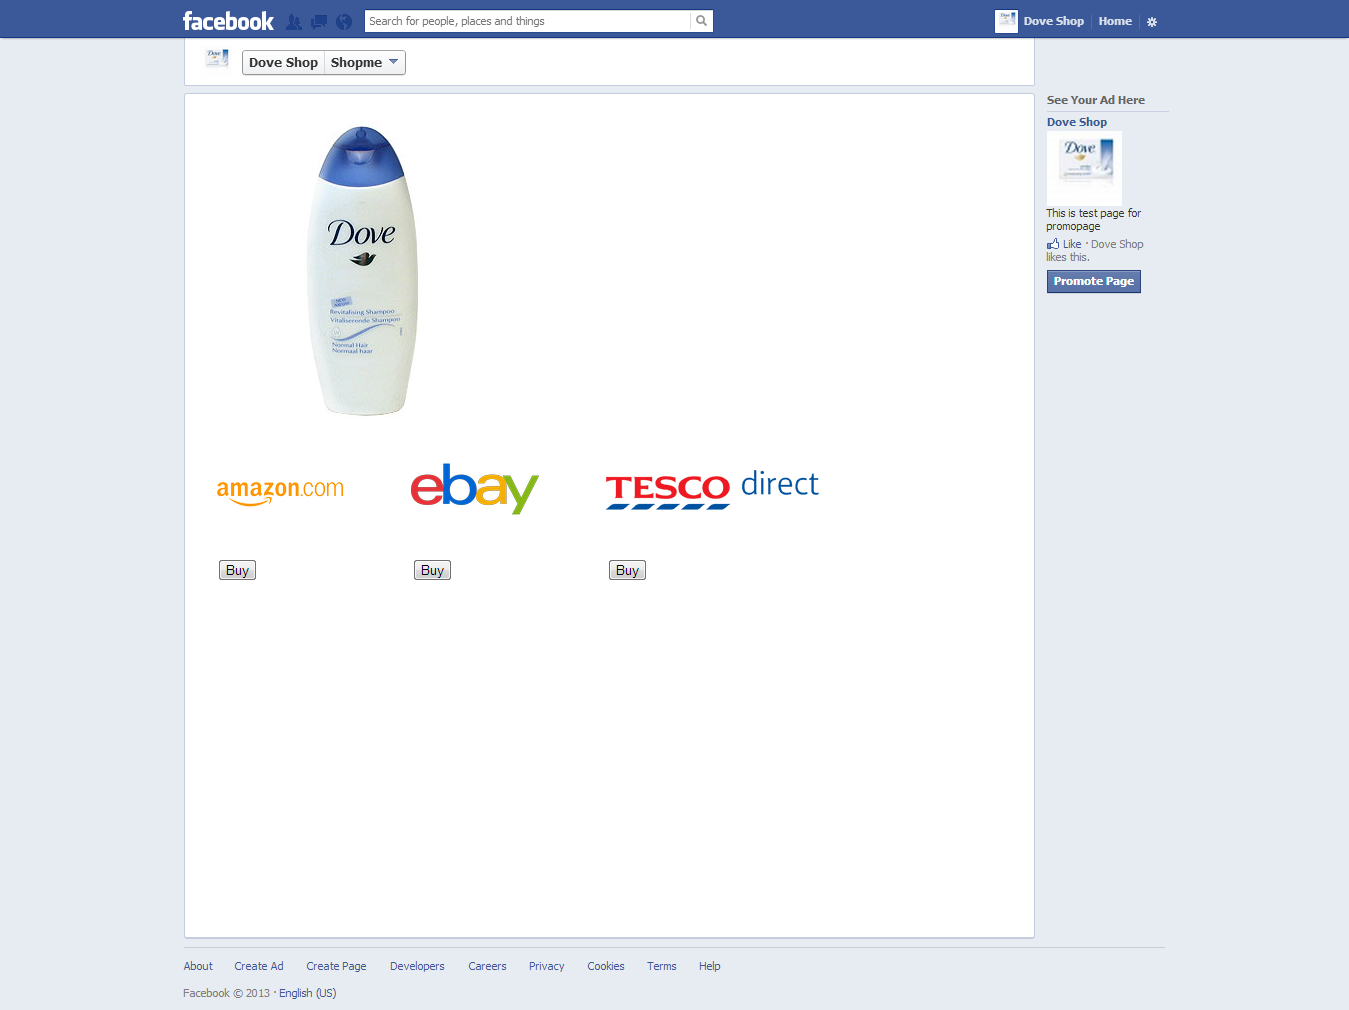 facebook
Search for people, places and things
Dove Shop Home
Dove Shop Shopme
See Your Ad Here
Dove Shop
Dove
This is test page for
promopage
Like · Dove Shop
likes this.
Promote Page
Dove
Revitalising Shampoo
Vitaliserende Shampoo
Normal Hair
Normaal haar
amazon.com
ebay
TESCO direct
Buy
Buy
Buy
About Create Ad Create Page Developers Careers Privacy Cookies Terms Help
Facebook © 2013 · English (US)